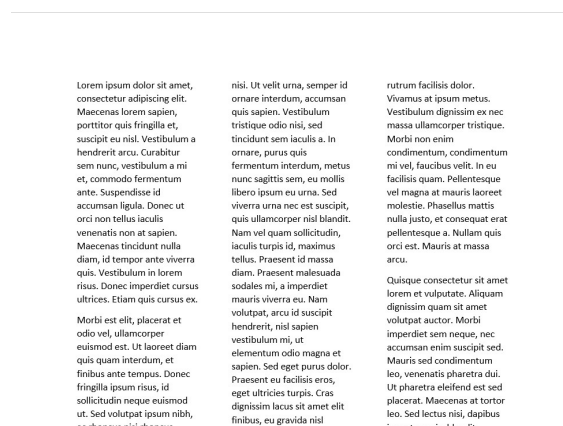 Lorem ipsum dolor sit amet,
consectetur adipiscing elit.
Maecenas lorem sapien,
porttitor quis fringilla et,
suscipit eu nisl. Vestibulum a
hendrerit arcu. Curabitur
sem nunc, vestibulum a mi
et, commodo fermentum
ante. Suspendisse id
accumsan ligula. Donec ut
orci non tellus iaculis
venenatis non at sapien.
Maecenas tincidunt nulla
diam, id tempor ante viverra
quis. Vestibulum in lorem
risus. Donec imperdiet cursus
ultrices. Etiam quis cursus ex.
Morbi est elit, placerat et
odio vel, ullamcorper
euismod est. Ut laoreet diam
quis quam interdum, et
finibus ante tempus. Donec
fringilla ipsum risus, id
sollicitudin neque euismod
ut. Sed volutpat ipsum nibh,
nisi. Ut velit urna, semper id
ornare interdum, accumsan
quis sapien. Vestibulum
tristique odio nisi, sed
tincidunt sem iaculis a. In
ornare, purus quis
fermentum interdum, metus
nunc sagittis sem, eu mollis
libero ipsum eu urna. Sed
viverra urna nec est suscipit,
quis ullamcorper nisl blandit.
Nam vel quam sollicitudin,
iaculis turpis id, maximus
tellus. Praesent id massa
diam. Praesent malesuada
sodales mi, a imperdiet
mauris viverra eu. Nam
volutpat, arcu id suscipit
hendrerit, nisl sapien
vestibulum mi, ut
elementum odio magna et
sapien. Sed eget purus dolor.
Praesent eu facilisis eros,
eget ultricies turpis. Cras
dignissim lacus sit amet elit
finibus, eu gravida nisl
rutrum facilisis dolor.
Vivamus at ipsum metus.
Vestibulum dignissim ex nec
massa ullamcorper tristique.
Morbi non enim
condimentum, condimentum
mi vel, faucibus velit. In eu
facilisis quam. Pellentesque
vel magna at mauris laoreet
molestie. Phasellus mattis
nulla justo, et consequat erat
pellentesque a. Nullam quis
orci est. Mauris at massa
arcu.
Quisque consectetur sit amet
lorem et vulputate. Aliquam
dignissim quam sit amet
volutpat auctor. Morbi
imperdiet sem neque, nec
accumsan enim suscipit sed.
Mauris sed condimentum
leo, venenatis pharetra dui.
Ut pharetra eleifend est sed
placerat. Maecenas at tortor
leo. Sed lectus nisi, dapibus